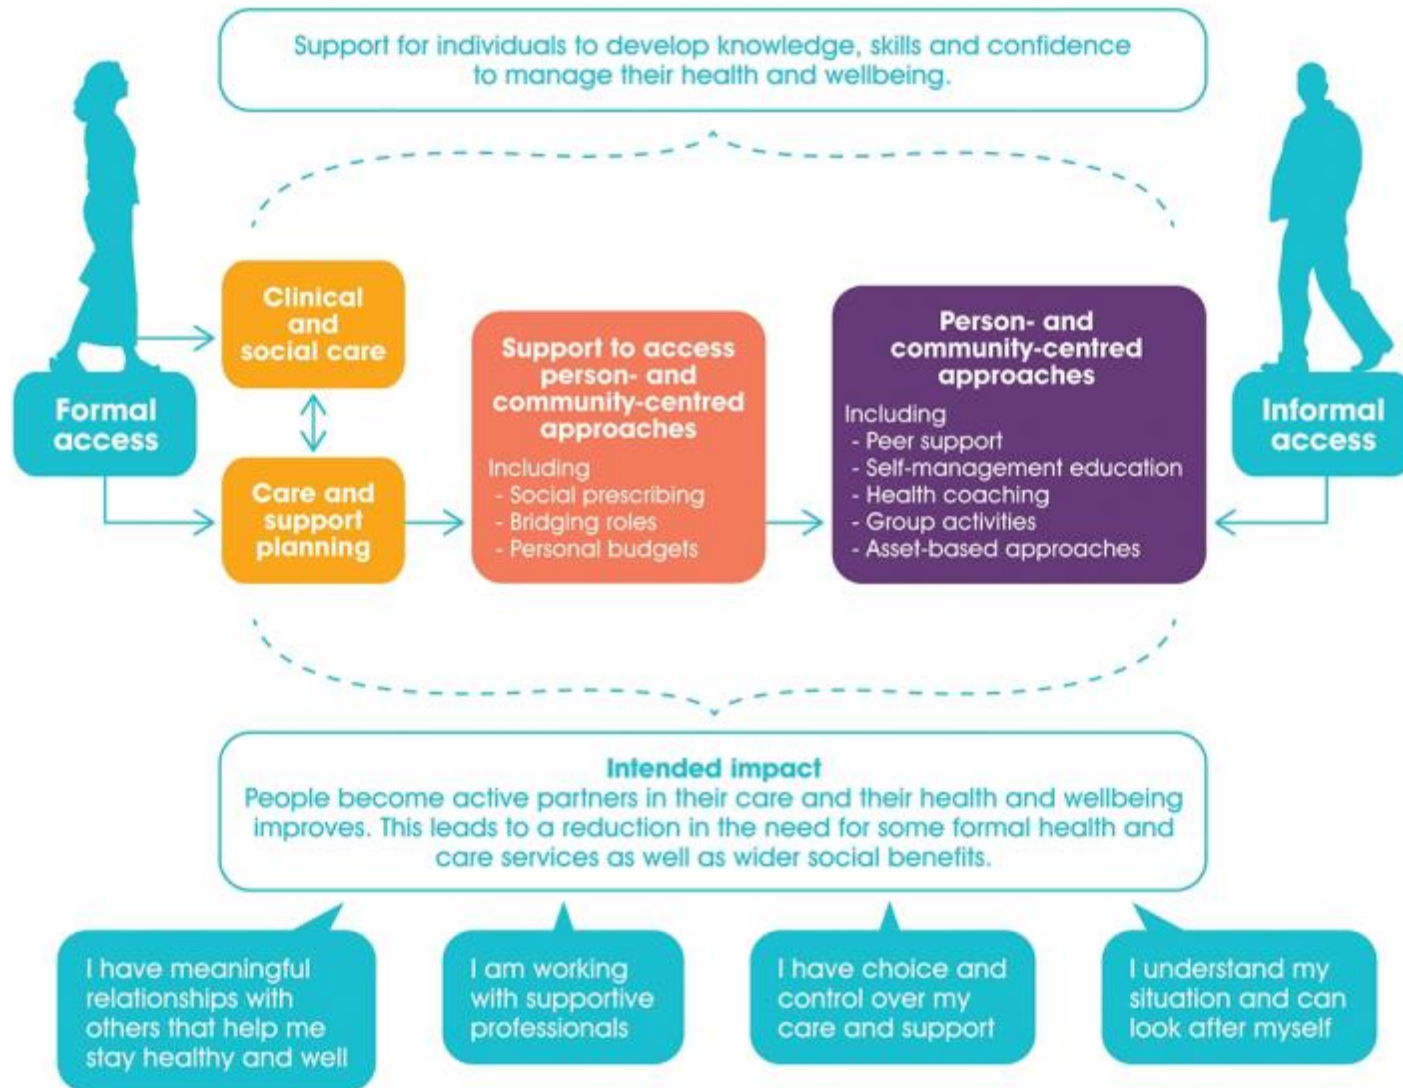 Support for individuals to develop knowledge, skills and confidence
to manage their health and wellbeing.
Formal
access
Clinical
and
social care
Care and
support
planning
Support to access
person- and
community-centred
approaches
Including
- Social prescribing
- Bridging roles
- Personal budgets
Person- and
community-centred
approaches
Including
- Peer support
- Self-management education
- Health coaching
- Group activities
- Asset-based approaches
Informal
access
Intended impact
People become active partners in their care and their health and wellbeing
improves. This leads to a reduction in the need for some formal health and
care services as well as wider social benefits.
I have meaningful
relationships with
others that help me
stay healthy and well
I am working
with supportive
professionals
I have choice and
control over my
care and support
I understand my
situation and can
look after myself